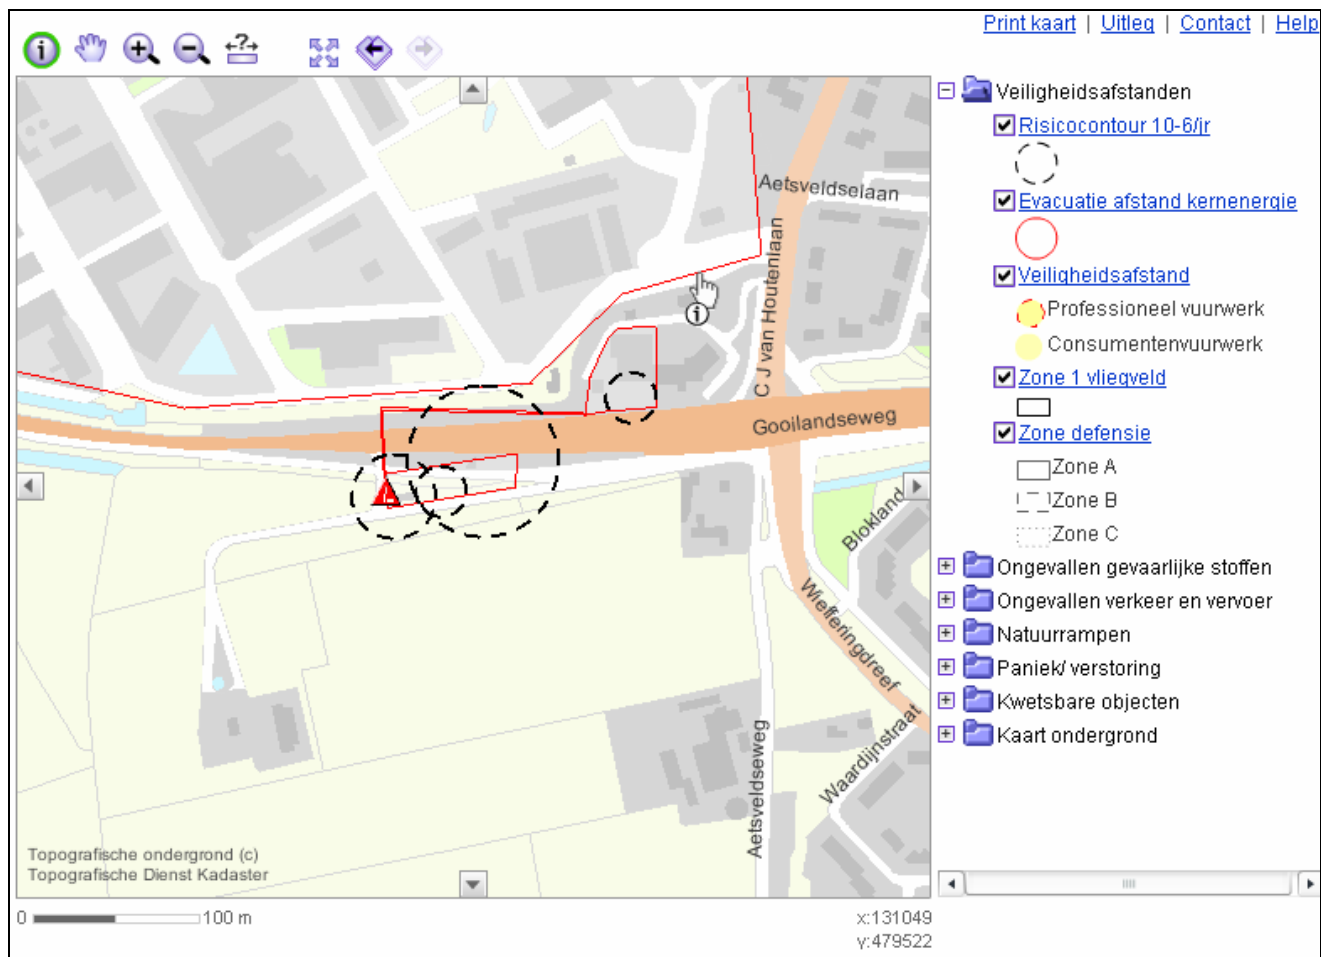 Print kaart | Uitleg | Contact | Help
Veiligheidsafstanden
Risicocontour 10-6/jr
Evacuatie afstand kernenergie
Veiligheidsafstand
Professioneel vuurwerk
Consumentenvuurwerk
Zone 1 vliegveld
Zone defensie
Zone A
Zone B
Zone C
Ongevallen gevaarlijke stoffen
Ongevallen verkeer en vervoer
Natuurrampen
Paniek/ verstoring
Kwetsbare objecten
Kaart ondergrond
Aetsveldselaan
C J van Houtenlaan
Gooilandseweg
Blokland
Wiefferingdreef
Waardijnstraat
Aetsveldseweg
Topografische ondergrond (c)
Topografische Dienst Kadaster
0 100 m
x:131049
y:479522